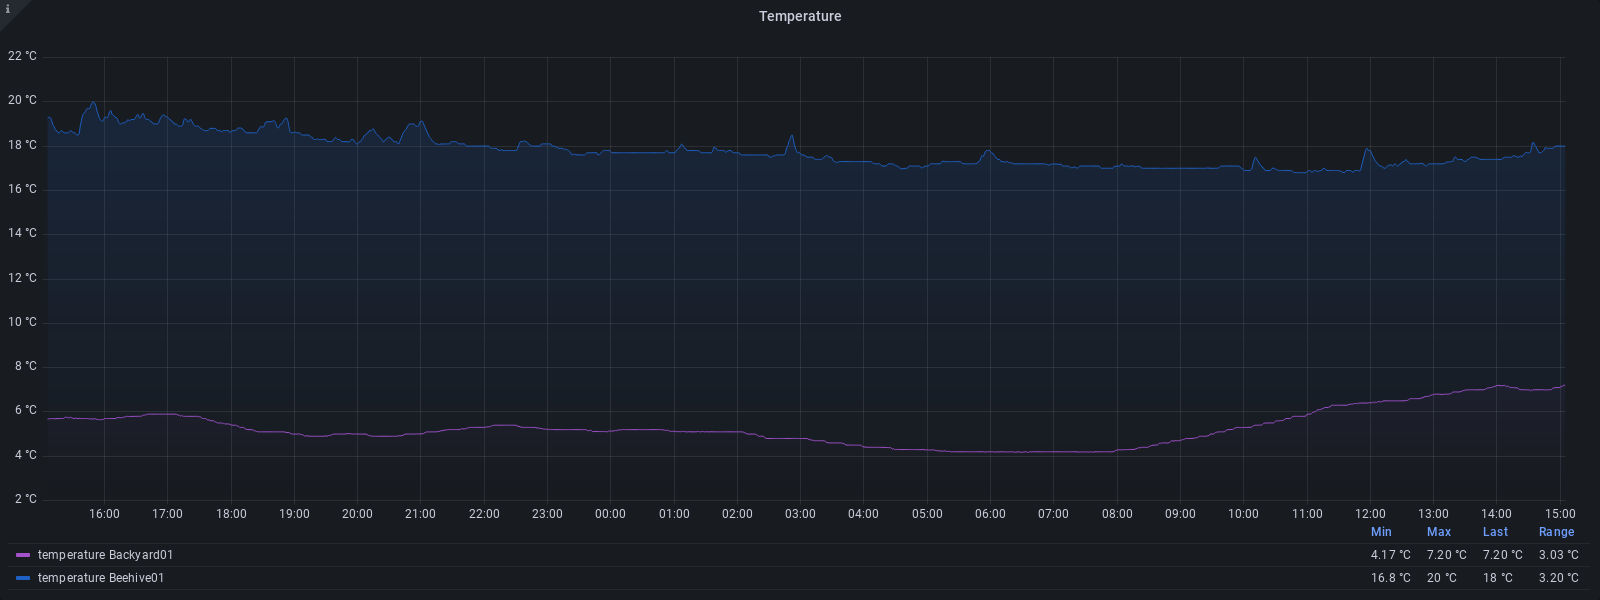 i
Temperature
22 °C
20 °C
18 °C
16 °C
14 °C
12 °C
10 °C
8 °C
6 °C
4 °C
2 °C
16:00 17:00 18:00 19:00 20:00 21:00 22:00 23:00 00:00 01:00 02:00 03:00 04:00 05:00 06:00 07:00 08:00 09:00 10:00 11:00 12:00 13:00 14:00 15:00
Min Max Last Range
temperature Backyard01 4.17 °C 7.20 °C 7.20 °C 3.03 °C
temperature Beehive01 16.8 °C 20 °C 18 °C 3.20 °C